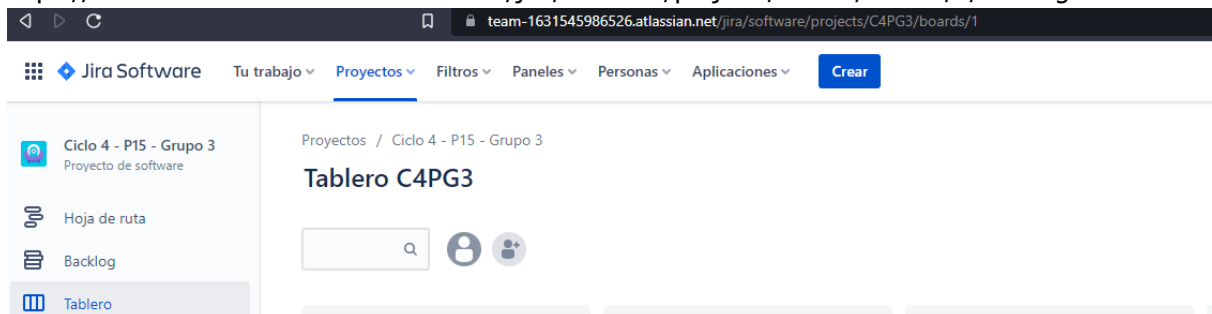 team-1631545986526.atlassian.net/jira/software/projects/C4PG3/boards/1
Jira Software Tu trabajo Proyectos Filtros Paneles Personas Aplicaciones Crear
Ciclo 4 - P15 - Grupo 3
Proyecto de software
Proyectos / Ciclo 4 - P15 - Grupo 3
Tablero C4PG3
Hoja de ruta
Backlog
Tablero